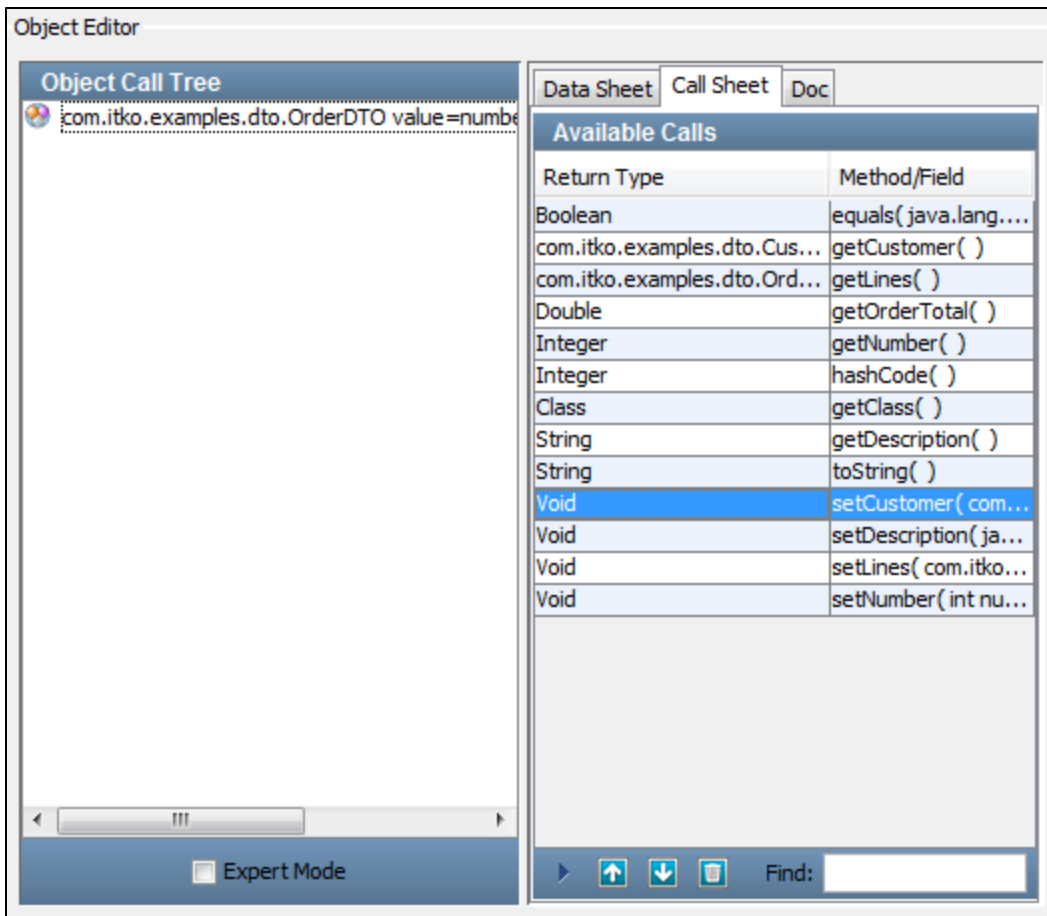 Object Editor
Object Call Tree
com.itko.examples.dto.OrderDTO value=numbe
Expert Mode
Data Sheet Call Sheet Doc
Available Calls
Return Type Method/Field
Boolean equals( java.lang....
com.itko.examples.dto.Cus... getCustomer( )
com.itko.examples.dto.Ord... getLines( )
Double getOrderTotal( )
Integer getNumber( )
Integer hashCode( )
Class getClass( )
String getDescription( )
String toString( )
Void setCustomer( com...
Void setDescription( ja...
Void setLines( com.itko...
Void setNumber( int nu...
Find: